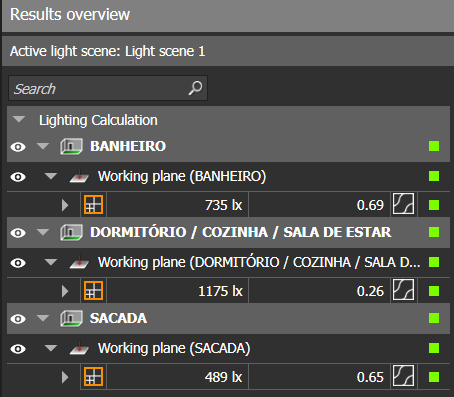 Results overview
Active light scene: Light scene 1
Search
Lighting Calculation
BANHEIRO
Working plane (BANHEIRO)
735 lx 0.69
DORMITÓRIO / COZINHA / SALA DE ESTAR
Working plane (DORMITÓRIO / COZINHA / SALA D...
1175 lx 0.26
SACADA
Working plane (SACADA)
489 lx 0.65